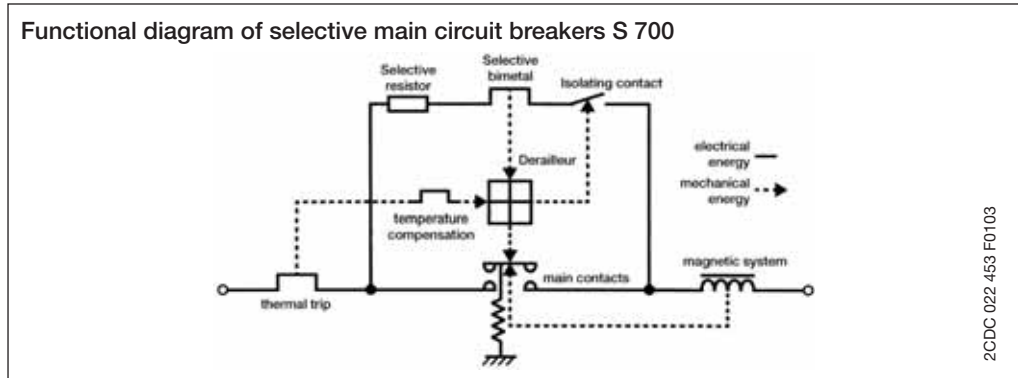 Functional diagram of selective main circuit breakers S 700
Selective
resistor
Selective
bimetal
Isolating contact
Derailleur
electrical
energy
mechanical
energy
temperature
compensation
thermal trip
main contacts
magnetic system
2CDC 022 453 F0103